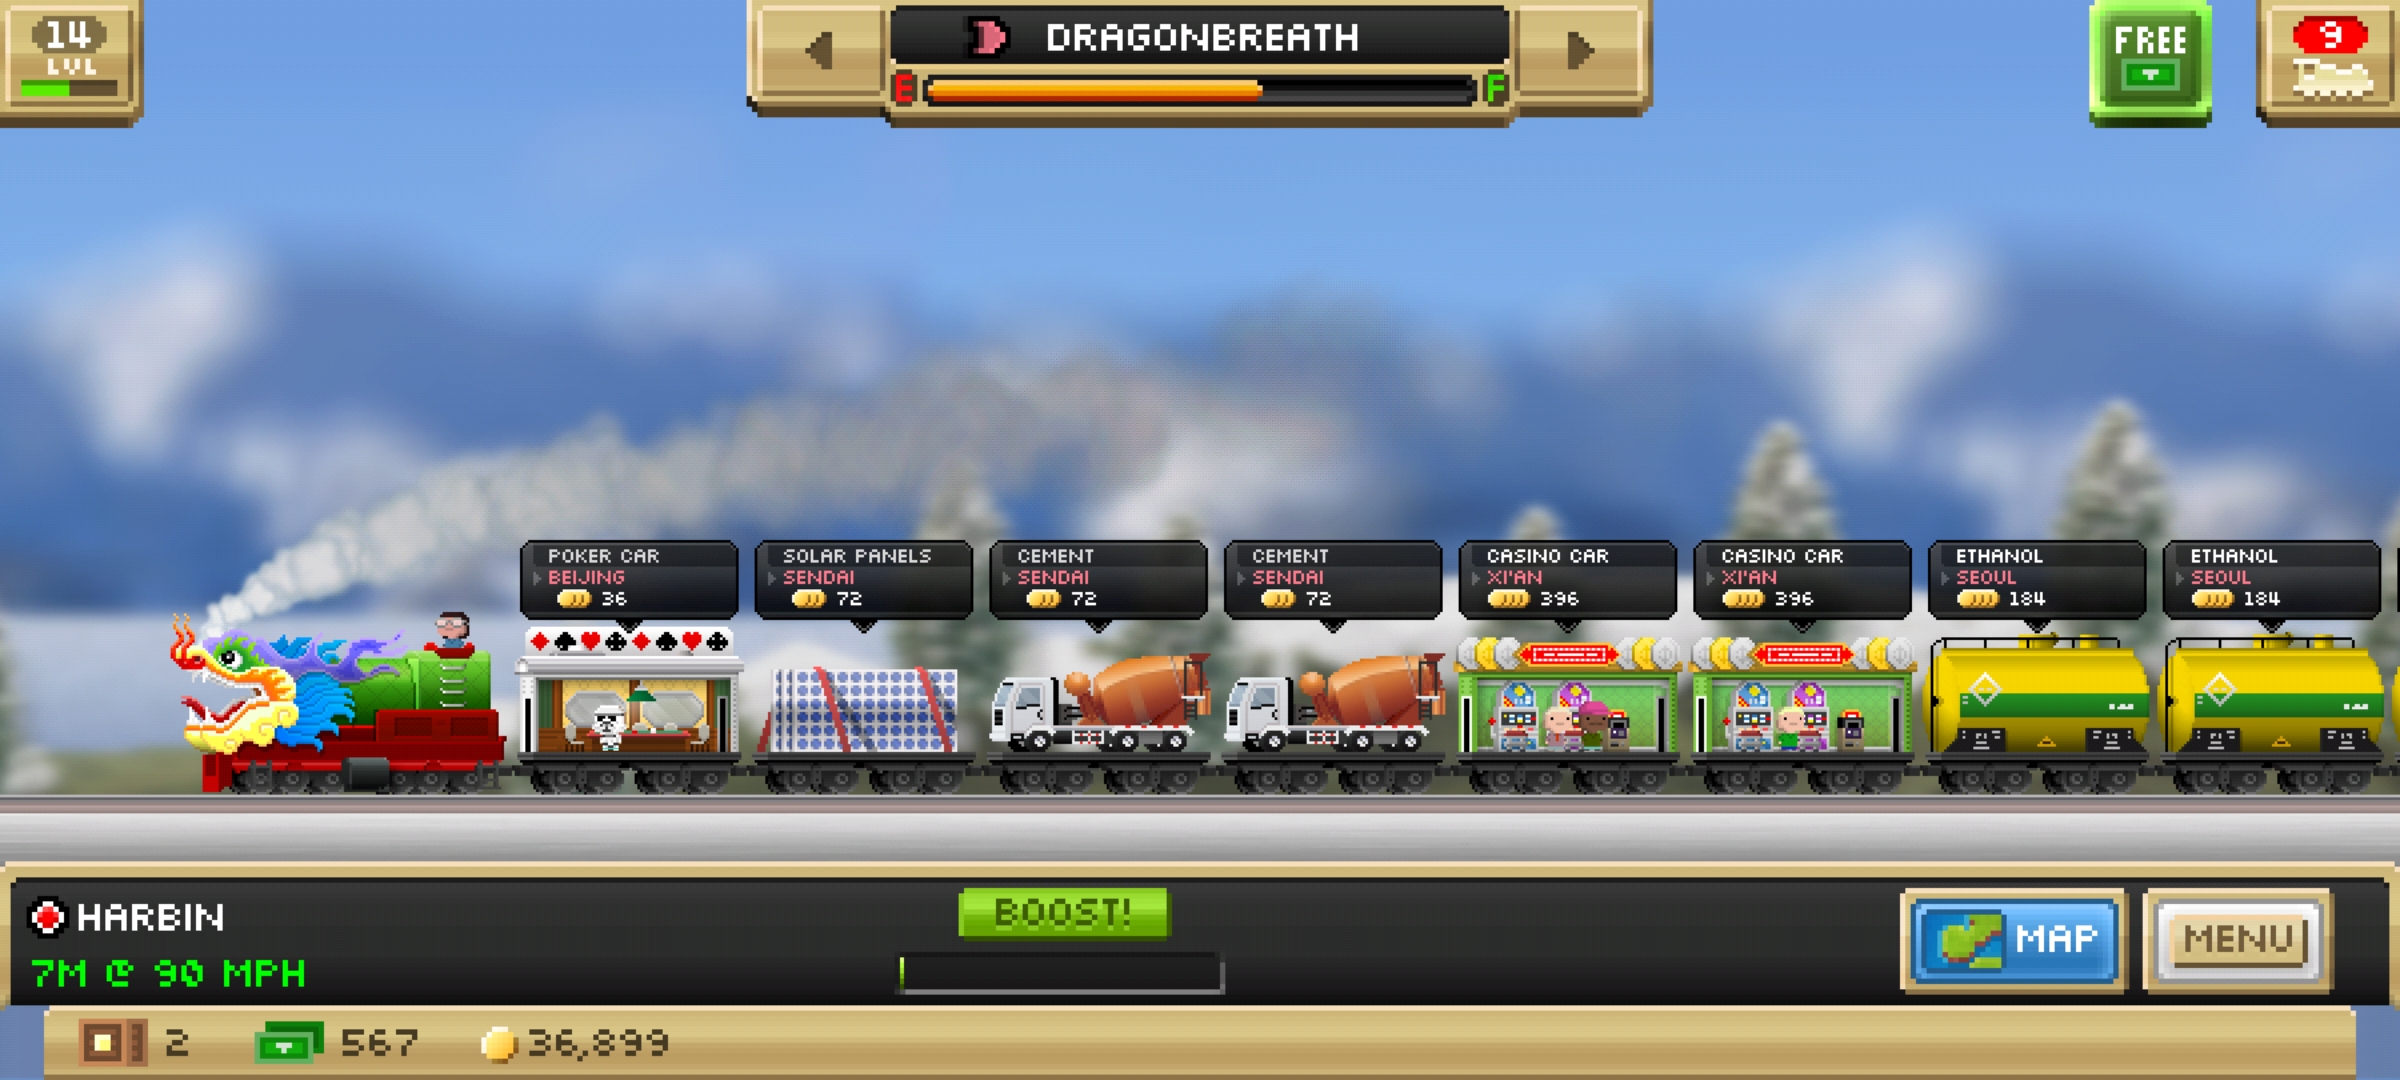 14
LVL
DRAGONBREATH
E
F
FREE
9
POKER CAR
BEIJING
36
SOLAR PANELS
SENDAI
72
CEMENT
SENDAI
72
CEMENT
SENDAI
72
CASINO CAR
XI'AN
396
CASINO CAR
XI'AN
396
ETHANOL
SEOUL
184
ETHANOL
SEOUL
184
HARBIN
7M @ 90 MPH
BOOST!
MAP
MENU
2
567
36,899